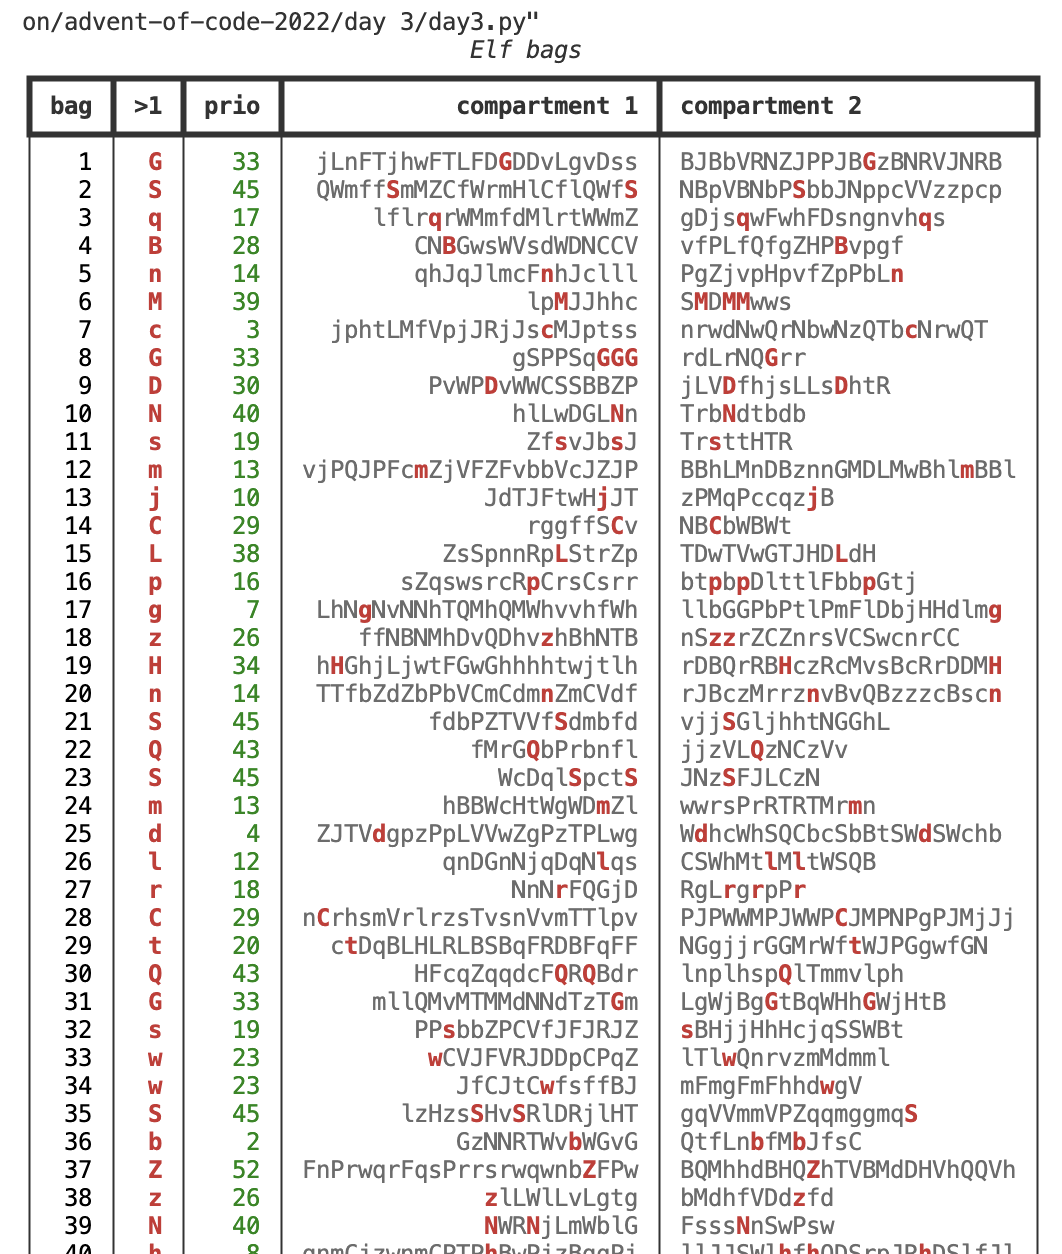 on/advent-of-code-2022/day 3/day3.py"
Elf bags
bag >1 prio compartment 1 compartment 2
1 G 33 jLnFTjhwFTLFDGDDvLgvDss BJBbVRNZJPPJBGzBNRVJNRB
2 S 45 QWmffSmMZCfWrmHlCflQWfS NBpVBNbPSbbJNppcVVzzpcp
3 q 17 lflrqrWMmfdMlrtWWmZ gDjsqwFwhFDsngnvhqs
4 B 28 CNBGwsWVsdWDNCCV vfPLfQfgZHPBvpgf
5 n 14 qhJqJlmcFnhJclll PgZjvpHpvfZpPbLn
6 M 39 lpMJJhhc SMDMMwws
7 c 3 jphtLMfVpjJRjJscMJptss nrwdNwQrNbwNzQTbcNrwQT
8 G 33 gSPPSqGGG rdLrNQGrr
9 D 30 PvWPDvWWCSSBBZP jLVDfhjsLLsDhtR
10 N 40 hlLwDGLNn TrbNdtbdb
11 s 19 ZfsvJbsJ TrsttHTR
12 m 13 vjPQJPFcmZjVFZFvbbVcJZJP BBhLMnDBznnGMDLMwBhlmBBl
13 j 10 JdTJFtwHjJT zPMqPccqzjB
14 C 29 rggffSCv NBCbWBWt
15 L 38 ZsSpnnRpLStrZp TDwTVwGTJHDLdH
16 p 16 sZqswsrcRpCrsCsrr btpbpDlttlFbbpGtj
17 g 7 LhNgNvNNhTQMhQMWhvvhfWh llbGGPbPtlPmFlDbjHHdlmg
18 z 26 ffNBNMhDvQDhvzhBhNTB nSzzrZCZnrsVCSwcnrCC
19 H 34 hHGhjLjwtFGwGhhhhtwjtlh rDBQrRBHczRcMvsBcRrDDMH
20 n 14 TTfbZdZbPbVCmCdmnZmCVdf rJBczMrrznvBvQBzzzcBscn
21 S 45 fdbPZTVVfSdmbfd vjjSGljhhtNGGhL
22 Q 43 fMrGQbPrbnfl jjzVLQzNCzVv
23 S 45 WcDqlSpctS JNzSFJLCzN
24 m 13 hBBWcHtWgWDmZl wwrsPrRTRTMrmn
25 d 4 ZJTVdgpzPpLVVwZgPzTPLwg WdhcWhSQCbcSbBtSWdSWchb
26 l 12 qnDGnNjqDqNlqs CSWhMtlMltWSQB
27 r 18 NnNrFQGjD RgLrgrpPr
28 C 29 nCrhsmVrlrzsTvsnVvmTTlpv PJPWWMPJWWPCJMPNPgPJMjJj
29 t 20 ctDqBLHLRLBSBqFRDBFqFF NGgjjrGGMrWftWJPGgwfGN
30 Q 43 HFcqZqqdcFQRQBdr lnplhspQlTmmvlph
31 G 33 mllQMvMTMMdNNdTzTGm LgWjBgGtBqWHhGWjHtB
32 s 19 PPsbbZPCVfJFJRJZ sBHjjHhHcjqSSWBt
33 w 23 wCVJFVRJDDpCPqZ lTlwQnrvzmMdmml
34 w 23 JfCJtCwfsffBJ mFmgFmFhhdwgV
35 S 45 lzHzsSHvSRlDRjlHT gqVVmmVPZqqmggmqS
36 b 2 GzNNRTWvbWGvG QtfLnbfMbJfsC
37 Z 52 FnPrwqrFqsPrrsrwqwnbZFPw BQMhhdBHQZhTVBMdDHVhQQVh
38 z 26 zlLWlLvLgtg bMdhfVDdzfd
39 N 40 NWRNjLmWblG FsssNnSwPsw
40 h 8